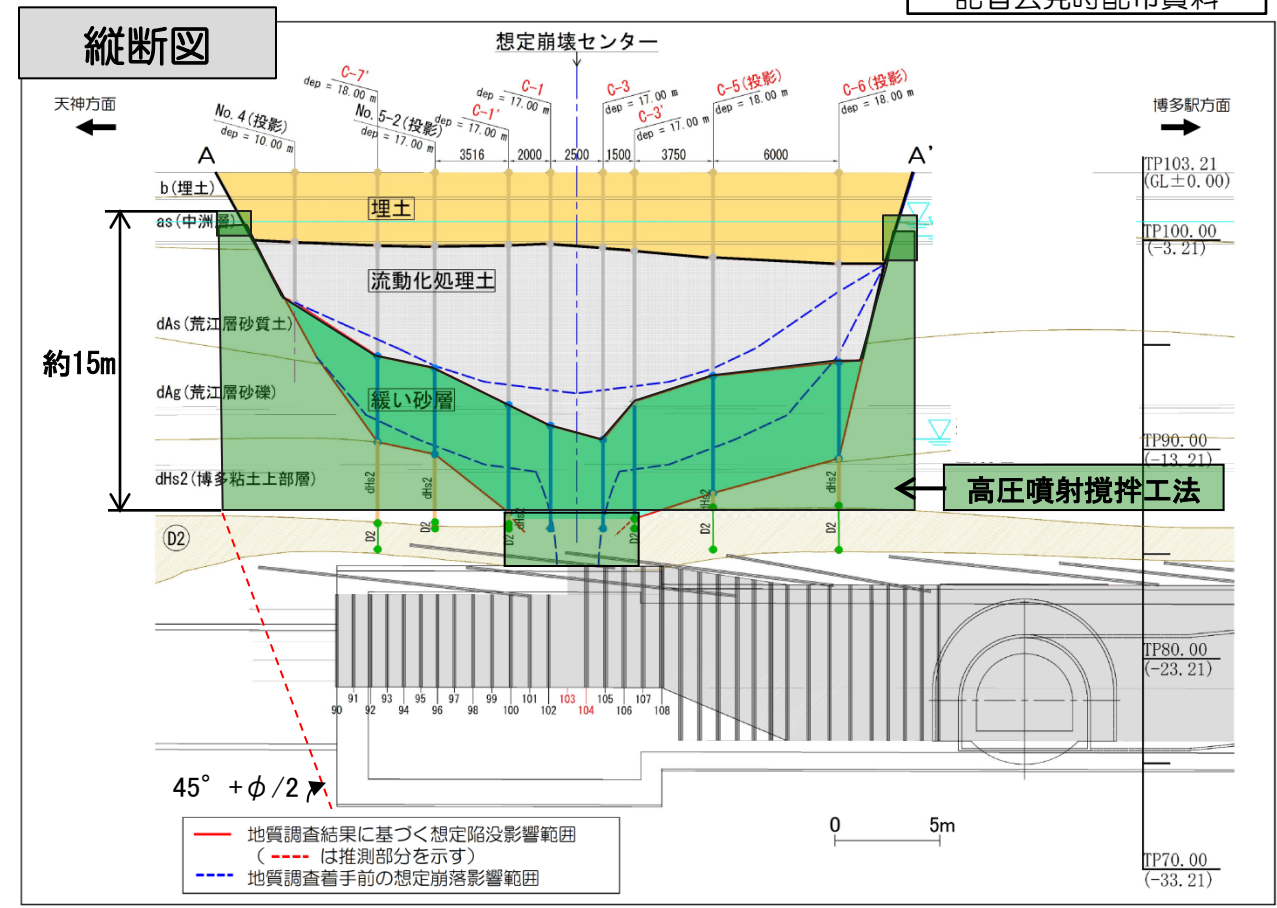 記者会見時配布資料
縦断図
想定崩壊センター
天神方面
博多駅方面
No. 4(投影)
dep = 10.00 m
C-7'
dep = 18.00 m
No. 5-2(投影)
dep = 17.00 m
C-1'
dep = 17.00 m
C-1
dep = 17.00 m
C-3
dep = 17.00 m
C-3'
dep = 17.00 m
C-5(投影)
dep = 18.00 m
C-6(投影)
dep = 18.00 m
3516 2000 2500 1500 3750 6000
A
A'
b(埋土)
埋土
as(中洲層)
流動化処理土
dAs(荒江層砂質土)
約15m
dAg(荒江層砂礫)
緩い砂層
dHs2(博多粘土上部層)
高圧噴射撹拌工法
dHs2
dHs2
dHs2
dHs2
dHs2
D2
D2
D2
D2
D2
D2
TP103.21
(GL±0.00)
TP100.00
(-3.21)
TP90.00
(-13.21)
TP80.00
(-23.21)
TP70.00
(-33.21)
90 91 92 93 94 95 96 97 98 99 100 101 102 103 104 105 106 107 108
45° +φ/2
0 5m
地質調査結果に基づく想定陥没影響範囲
( は推測部分を示す)
地質調査着手前の想定崩落影響範囲